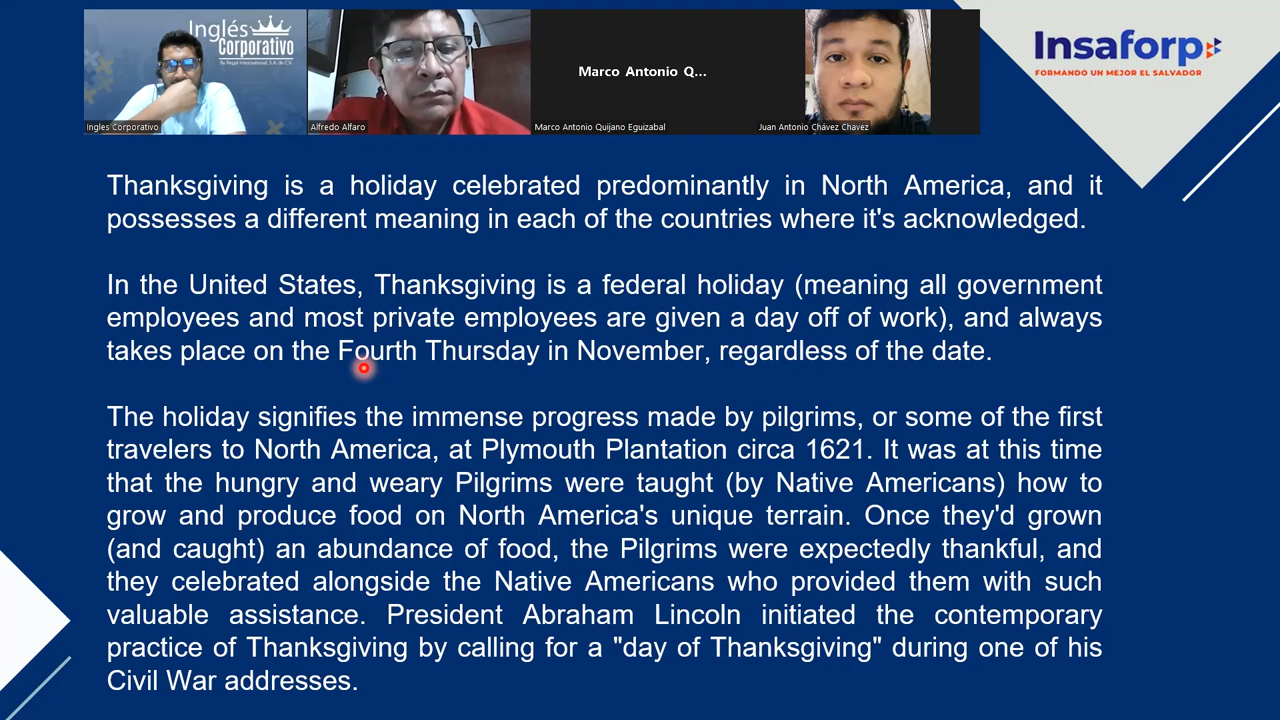 Inglés
Corporativo
By Regal International, S.A. de C.V.
Ingles Corporativo
Alfredo Alfaro
Marco Antonio Q...
Marco Antonio Quijano Eguizabal
Juan Antonio Chávez Chavez
Insaforp
FORMANDO UN MEJOR EL SALVADOR
Thanksgiving is a holiday celebrated predominantly in North America, and it
possesses a different meaning in each of the countries where it's acknowledged.
In the United States, Thanksgiving is a federal holiday (meaning all government
employees and most private employees are given a day off of work), and always
takes place on the Fourth Thursday in November, regardless of the date.
The holiday signifies the immense progress made by pilgrims, or some of the first
travelers to North America, at Plymouth Plantation circa 1621. It was at this time
that the hungry and weary Pilgrims were taught (by Native Americans) how to
grow and produce food on North America's unique terrain. Once they'd grown
(and caught) an abundance of food, the Pilgrims were expectedly thankful, and
they celebrated alongside the Native Americans who provided them with such
valuable assistance. President Abraham Lincoln initiated the contemporary
practice of Thanksgiving by calling for a "day of Thanksgiving" during one of his
Civil War addresses.